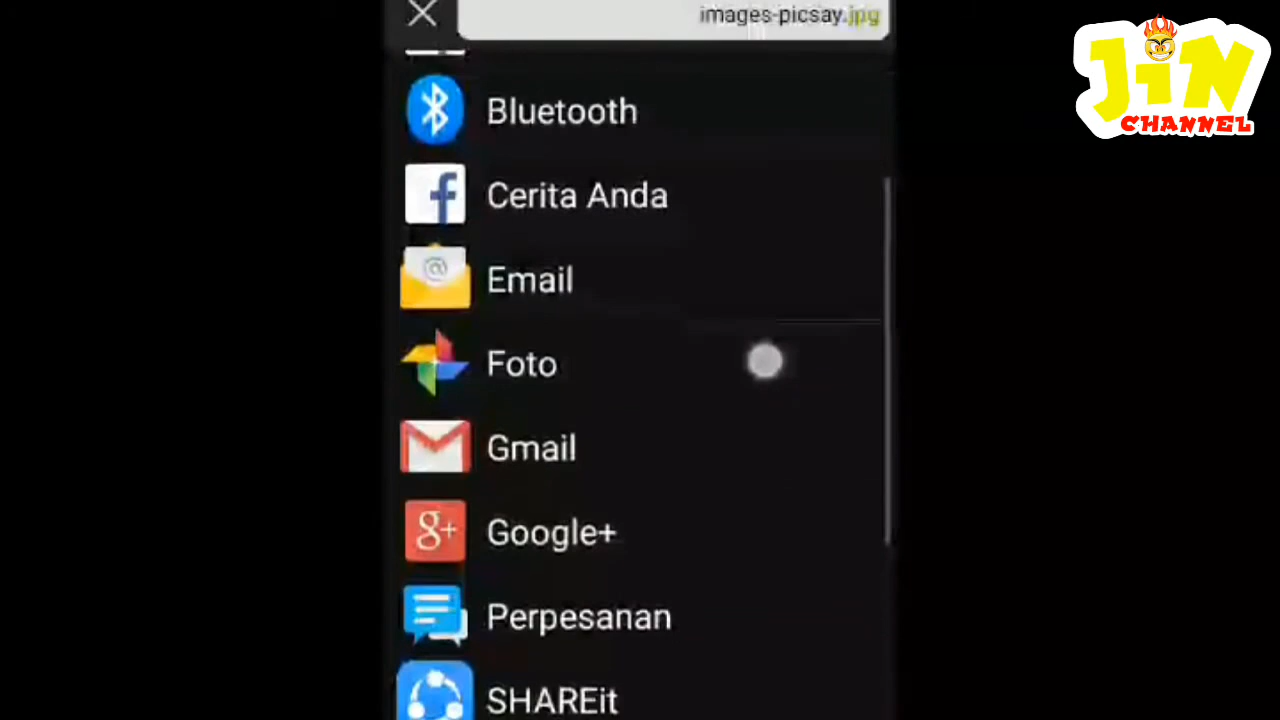 images-picsay.jpg
JiN
CHANNEL
Bluetooth
Cerita Anda
Email
Foto
Gmail
Google+
Perpesanan
SHAREit